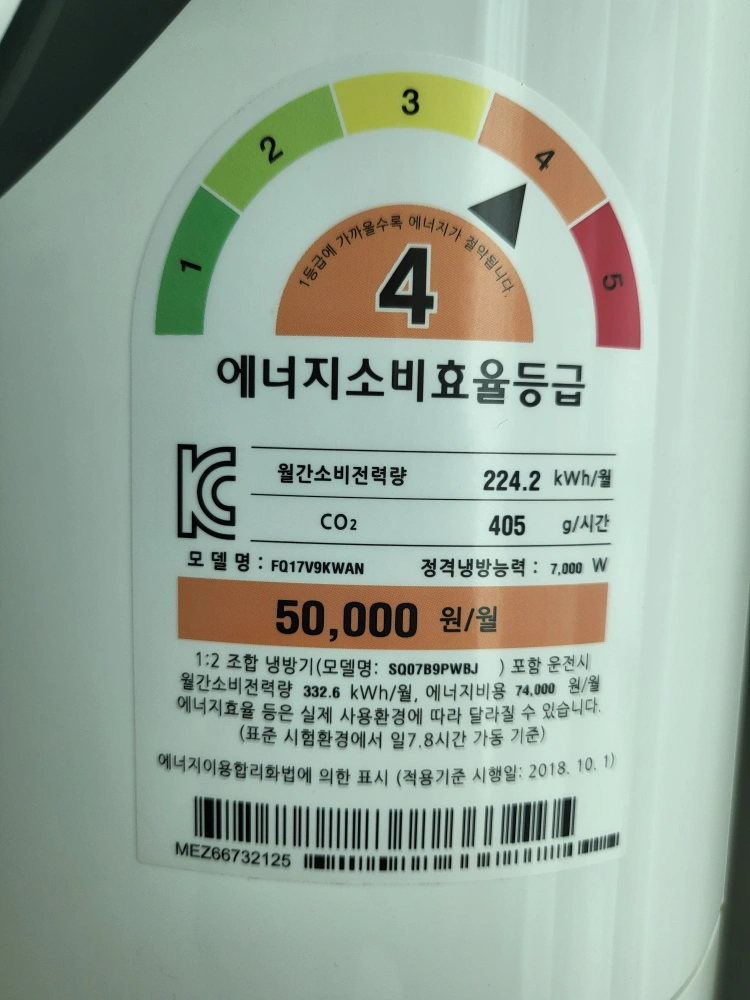 1
2
3
4
5
1등급에 가까울수록 에너지가 절약됩니다.
4
에너지소비효율등급
월간소비전력량 224.2 kWh/월
CO₂ 405 g/시간
모 델 명 : FQ17V9KWAN 정격냉방능력 : 7,000 W
50,000 원/월
1:2 조합 냉방기(모델명: SQ07B9PWBJ ) 포함 운전시
월간소비전력량 332.6 kWh/월, 에너지비용 74,000 원/월
에너지효율 등은 실제 사용환경에 따라 달라질 수 있습니다.
(표준 시험환경에서 일7.8시간 가동 기준)
에너지이용합리화법에 의한 표시 (적용기준 시행일: 2018. 10. 1)
MEZ66732125